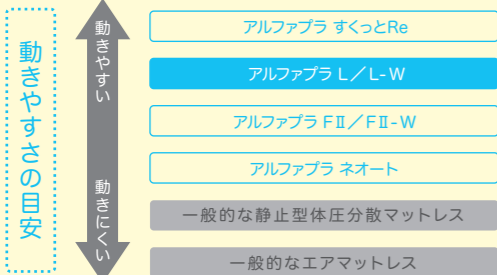 動きやすさの目安
動きやすい
動きにくい
アルファプラ すくっとRe
アルファプラ L／L-W
アルファプラ FⅡ／FⅡ-W
アルファプラ ネオート
一般的な静止型体圧分散マットレス
一般的なエアマットレス